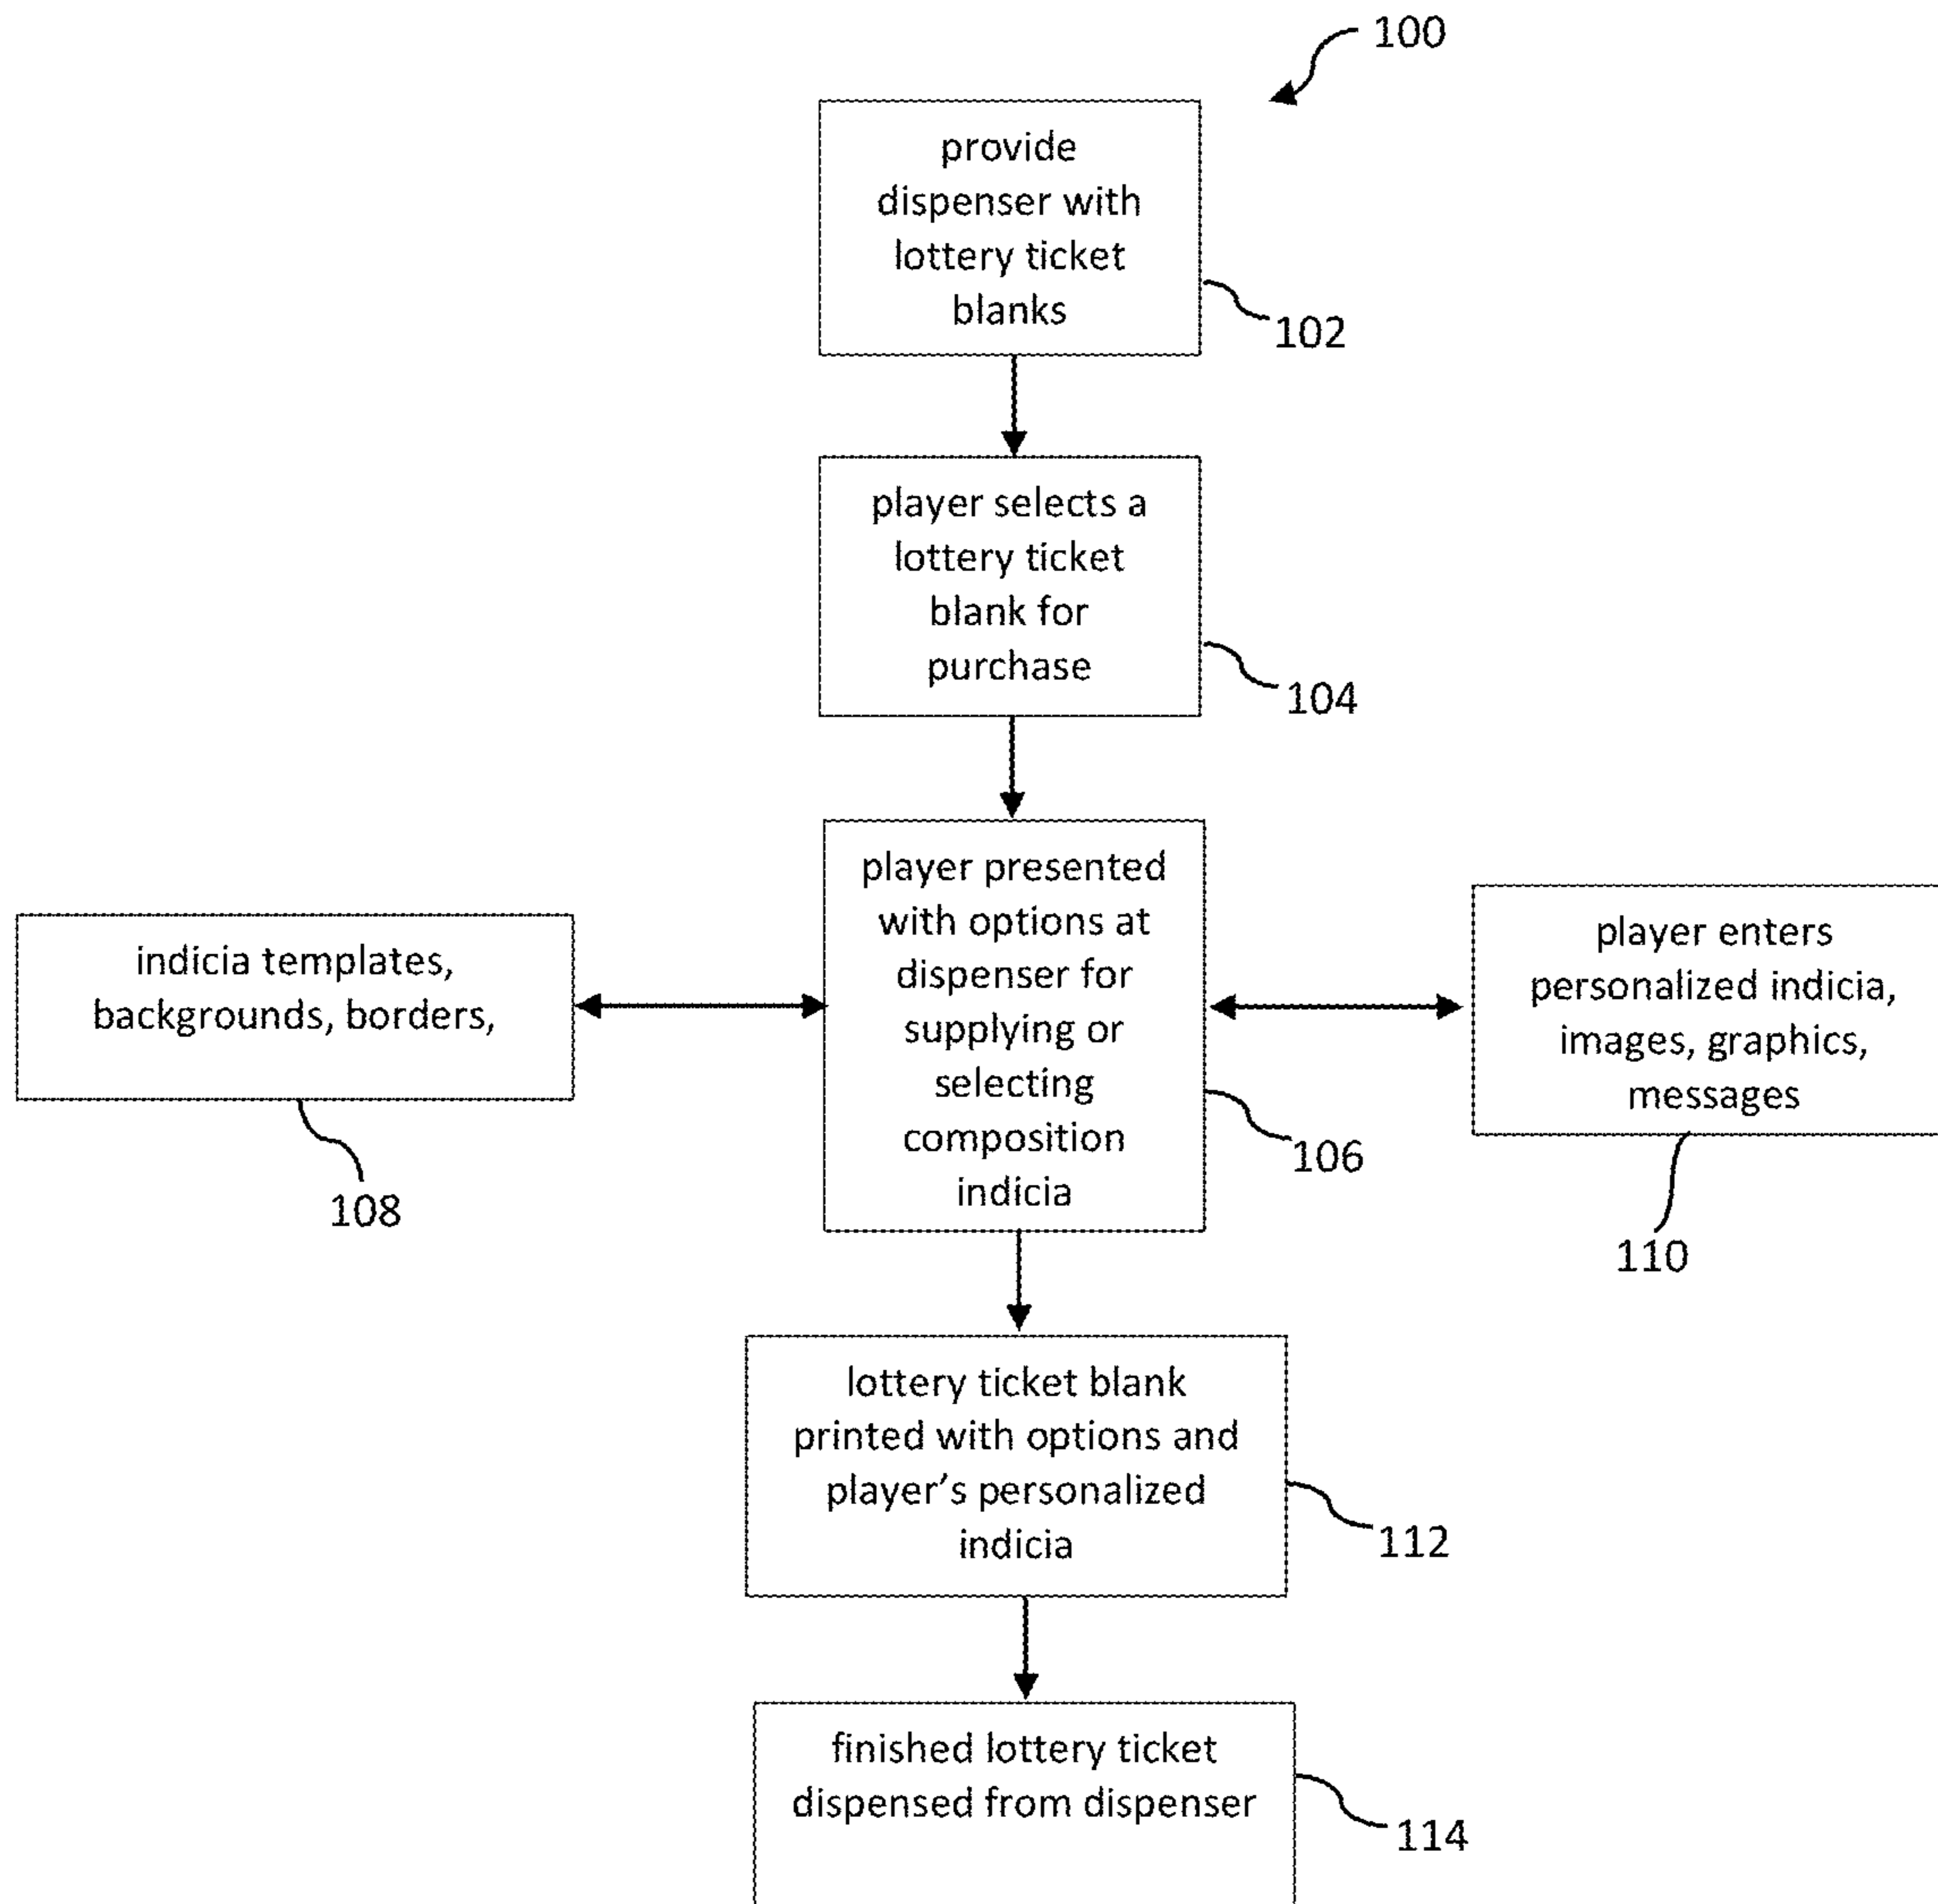 100
provide
dispenser with
lottery ticket
blanks
102
player selects a
lottery ticket
blank for
purchase
104
player presented
with options at
dispenser for
supplying or
selecting
composition
indicia
106
indicia templates,
backgrounds, borders,
108
player enters
personalized indicia,
images, graphics,
messages
110
lottery ticket blank
printed with options and
player’s personalized
indicia
112
finished lottery ticket
dispensed from dispenser
114